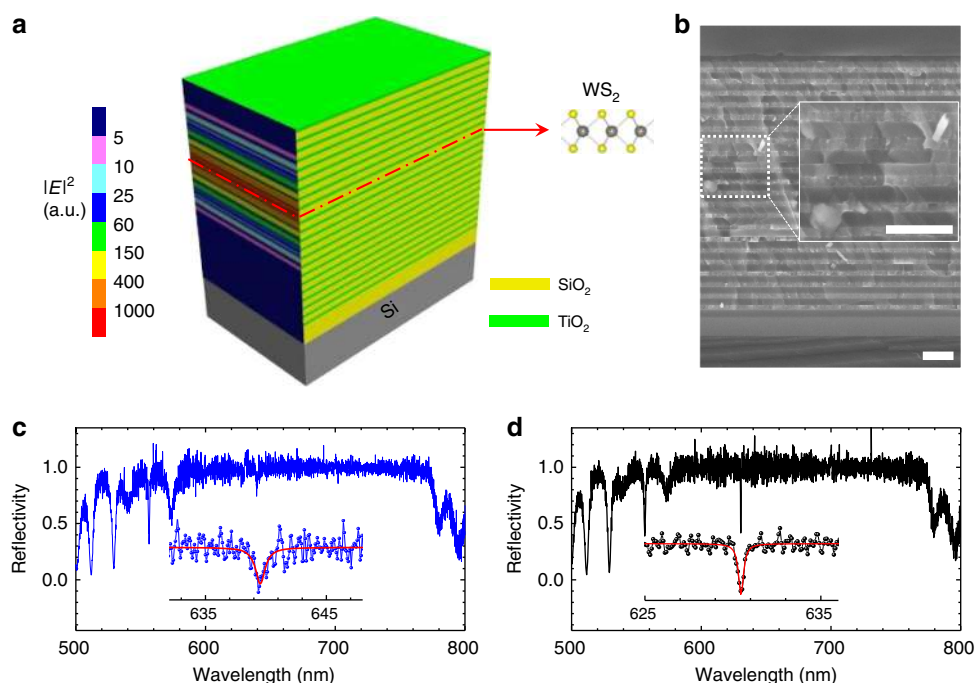 a
b
WS2
|E|2
(a.u.)
5
10
25
60
150
400
1000
Si
SiO2
TiO2
c
d
Reflectivity
1.0
0.5
0.0
635
645
500
600
700
800
Wavelength (nm)
Reflectivity
1.0
0.5
0.0
625
635
500
600
700
800
Wavelength (nm)